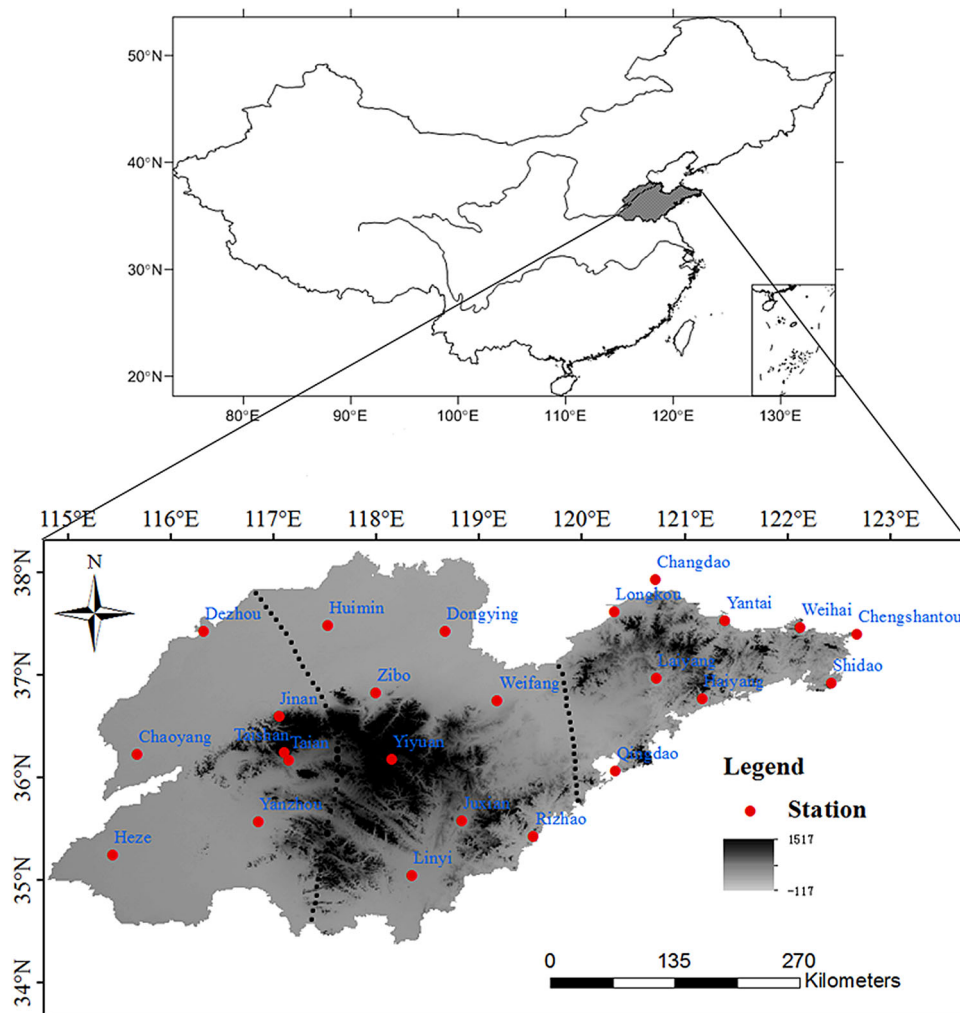 50°N
40°N
30°N
20°N
80°E 90°E 100°E 110°E 120°E 130°E
115°E 116°E 117°E 118°E 119°E 120°E 121°E 122°E 123°E
38°N
37°N
36°N
35°N
34°N
N
Changdao
Longkou
Yantai
Weihai
Chengshantou
Dezhou
Huimin
Dongying
Laiyang
Haiyang
Shidao
Zibo
Weifang
Jinan
Chaoyang
Taishan
Taian
Yiyuan
Qingdao
Yanzhou
Juxian
Rizhao
Heze
Linyi
Legend
Station
1517
-117
0 135 270
Kilometers